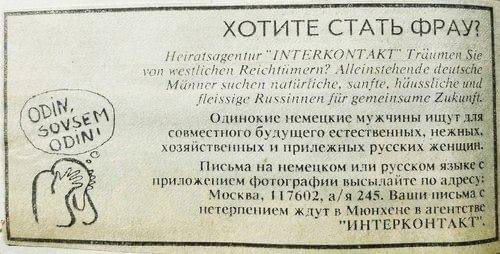 ХОТИТЕ СТАТЬ ФРАУ?
Heiratsagentur "INTERKONTAKT" Träumen Sie
von westlichen Reichtümern? Alleinstehende deutsche
Männer suchen natürliche, sanfte, häussliche und
fleissige Russinnen für gemeinsame Zukunft.
ODIN,
SOVSEM
ODIN!
Одинокие немецкие мужчины ищут для
совместного будущего естественных, нежных,
хозяйственных и прилежных русских женщин.
Письма на немецком или русском языке с
приложением фотографии высылайте по адресу:
Москва, 117602, а/я 245. Ваши письма с
нетерпением ждут в Мюнхене в агентстве
"ИНТЕРКОНТАКТ".